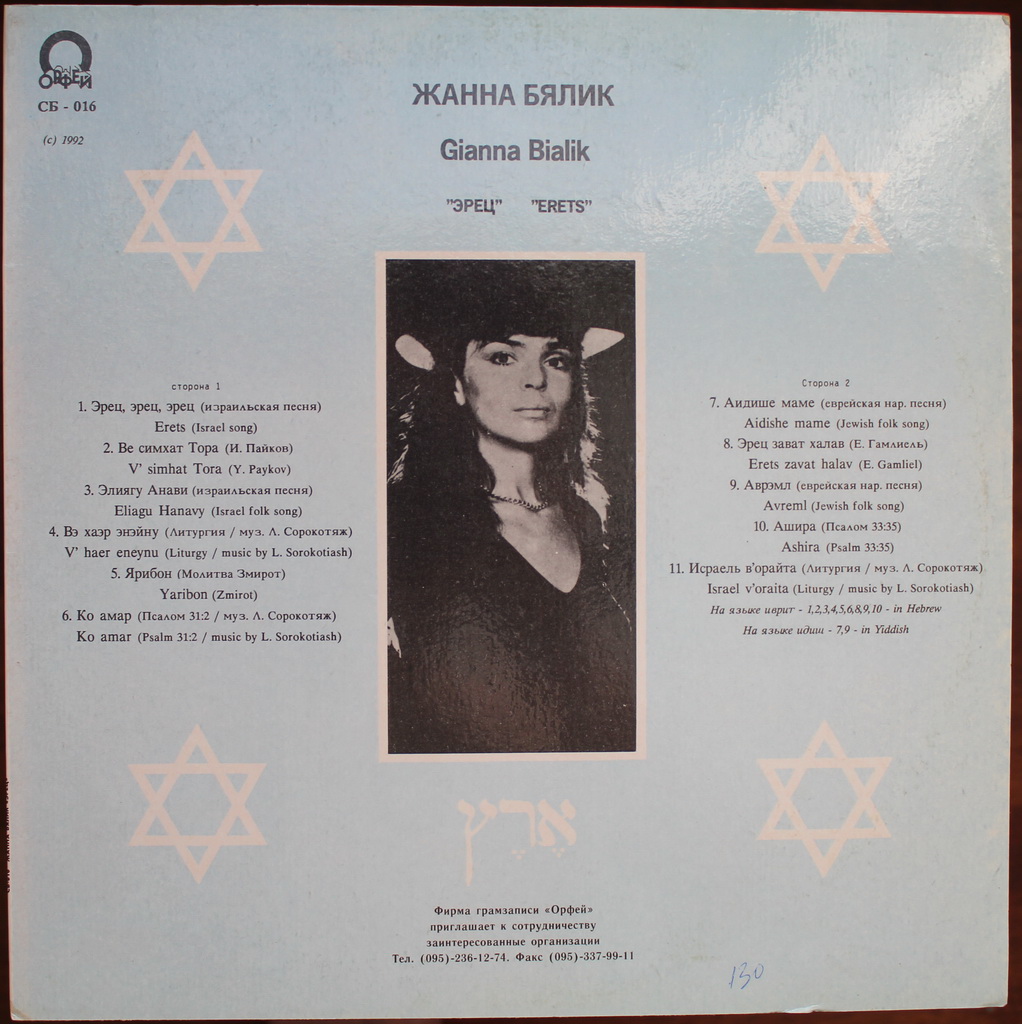 ОРФЕЙ
СБ - 016
(c) 1992
ЖАННА БЯЛИК
Gianna Bialik
"ЭРЕЦ" "ERETS"
сторона 1
1. Эрец, эрец, эрец (израильская песня)
Erets (Israel song)
2. Ве симхат Тора (И. Пайков)
V' simhat Tora (Y. Paykov)
3. Элиягу Анави (израильская песня)
Eliagu Hanavy (Israel folk song)
4. Вэ хаэр энэйну (Литургия / муз. Л. Сорокотяж)
V' haer eneynu (Liturgy / music by L. Sorokotiash)
5. Ярибон (Молитва Змирот)
Yaribon (Zmirot)
6. Ко амар (Псалом 31:2 / муз. Л. Сорокотяж)
Ko amar (Psalm 31:2 / music by L. Sorokotiash)
Сторона 2
7. Аидише маме (еврейская нар. песня)
Aidishe mame (Jewish folk song)
8. Эрец зават халав (Е. Гамлиель)
Erets zavat halav (E. Gamliel)
9. Аврэмл (еврейская нар. песня)
Avreml (Jewish folk song)
10. Ашира (Псалом 33:35)
Ashira (Psalm 33:35)
11. Исраель в'орайта (Литургия / муз. Л. Сорокотяж)
Israel v'oraita (Liturgy / music by L. Sorokotiash)
На языке иврит - 1,2,3,4,5,6,8,9,10 - in Hebrew
На языке идиш - 7,9 - in Yiddish
אֶרֶץ
Фирма грамзаписи «Орфей»
приглашает к сотрудничеству
заинтересованные организации
Тел. (095)-236-12-74. Факс (095)-337-99-11
130